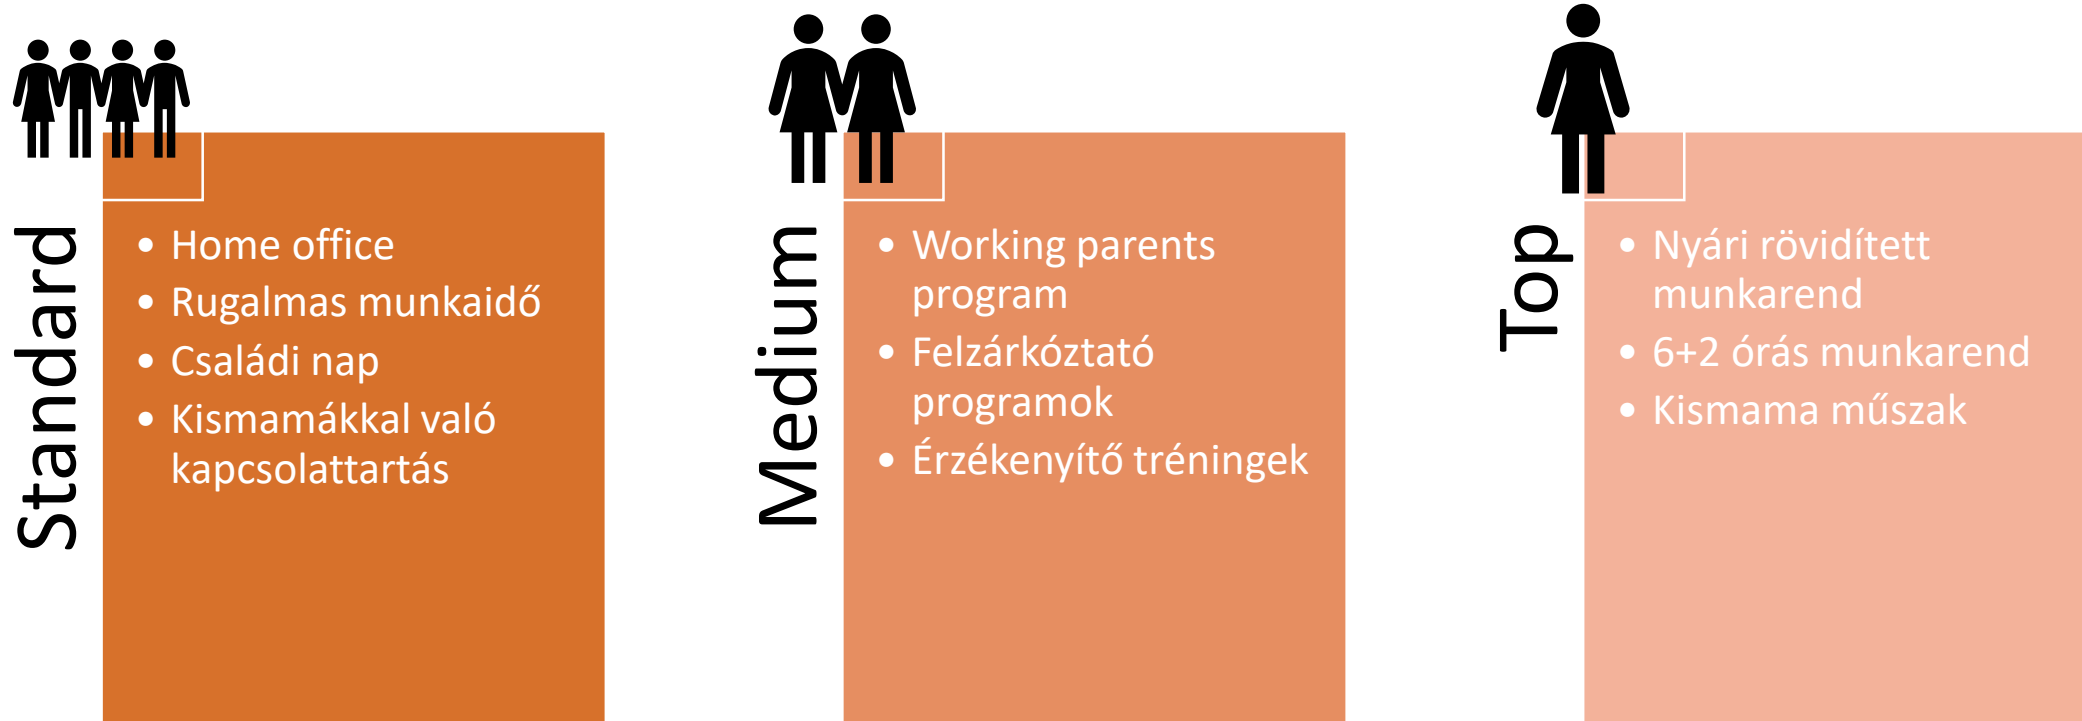 Standard
• Home office
• Rugalmas munkaidő
• Családi nap
• Kismamákkal való
kapcsolattartás
Medium
• Working parents
program
• Felzárkóztató
programok
• Érzékenyítő tréningek
Top
• Nyári rövidített
munkarend
• 6+2 órás munkarend
• Kismama műszak